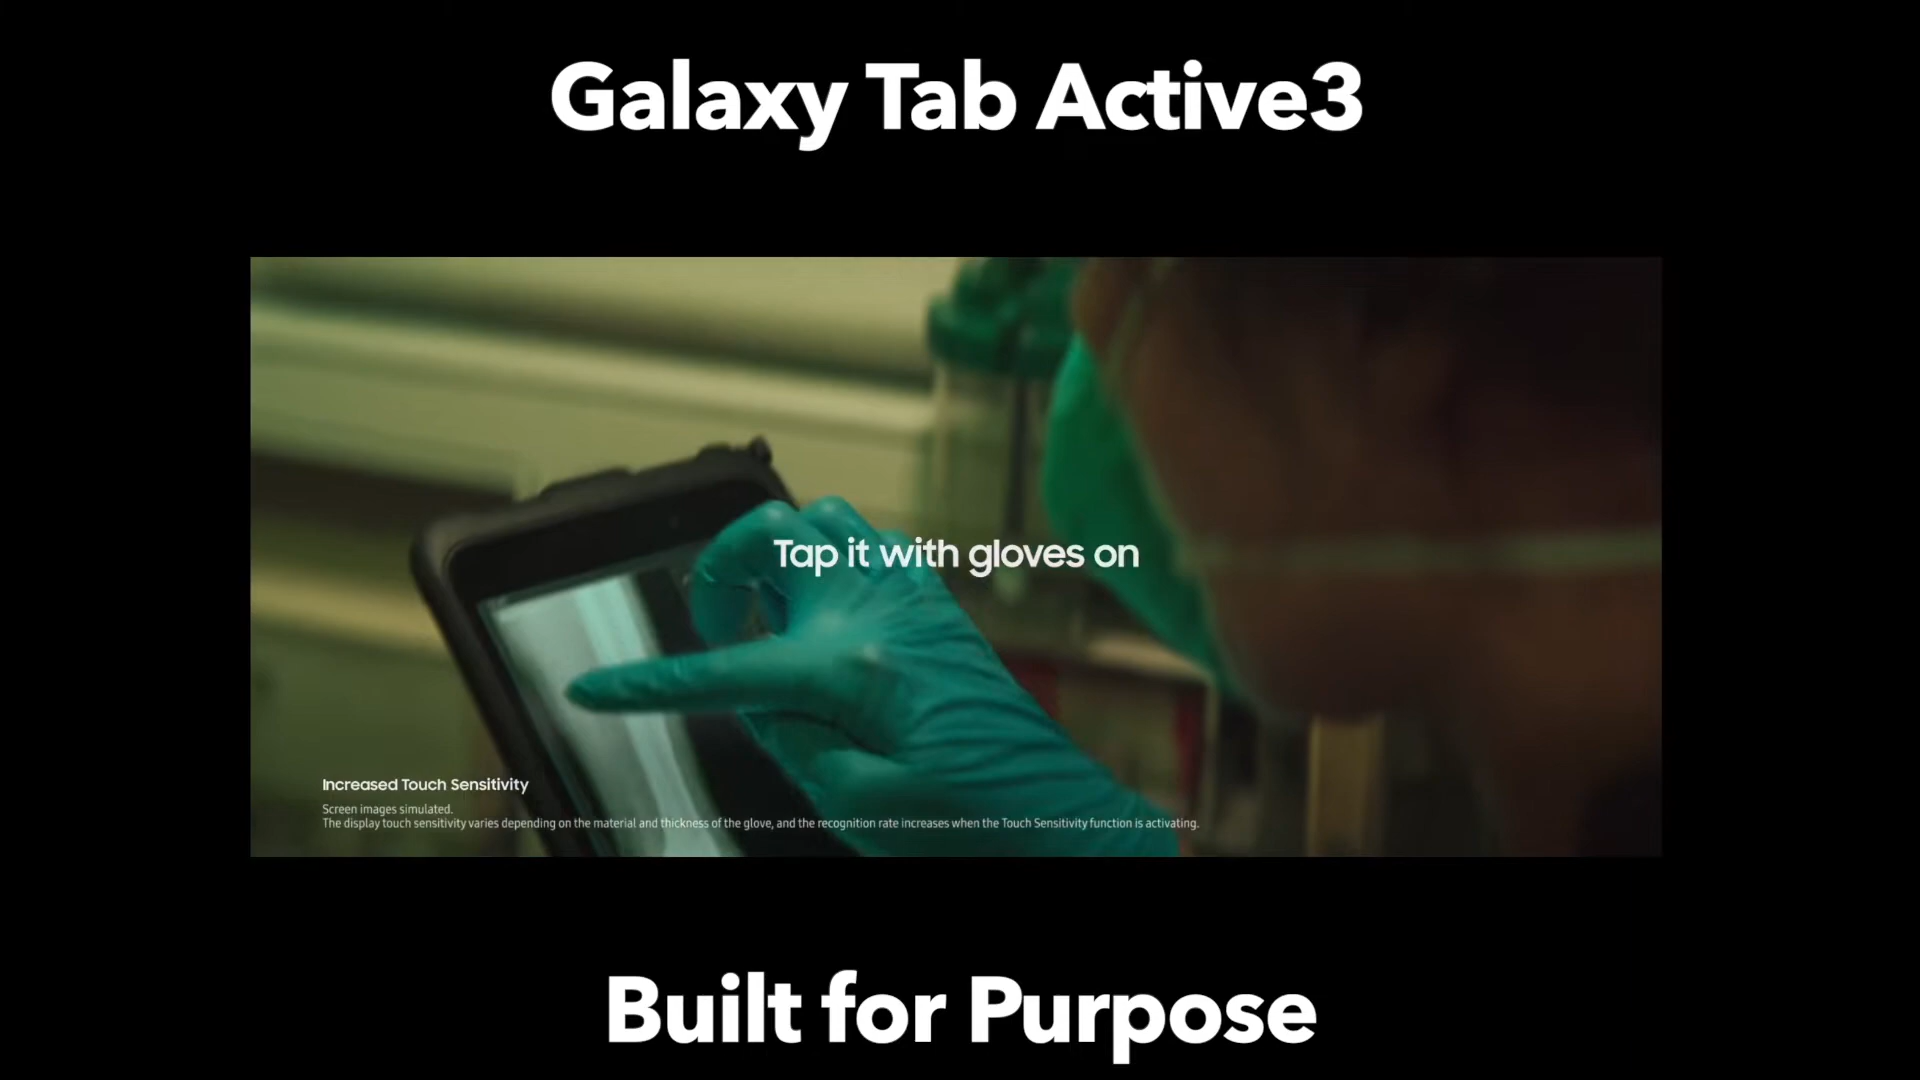 Galaxy Tab Active3
Tap it with gloves on
Increased Touch Sensitivity
Screen images simulated.
The display touch sensitivity varies depending on the material and thickness of the glove, and the recognition rate increases when the Touch Sensitivity function is activating.
Built for Purpose